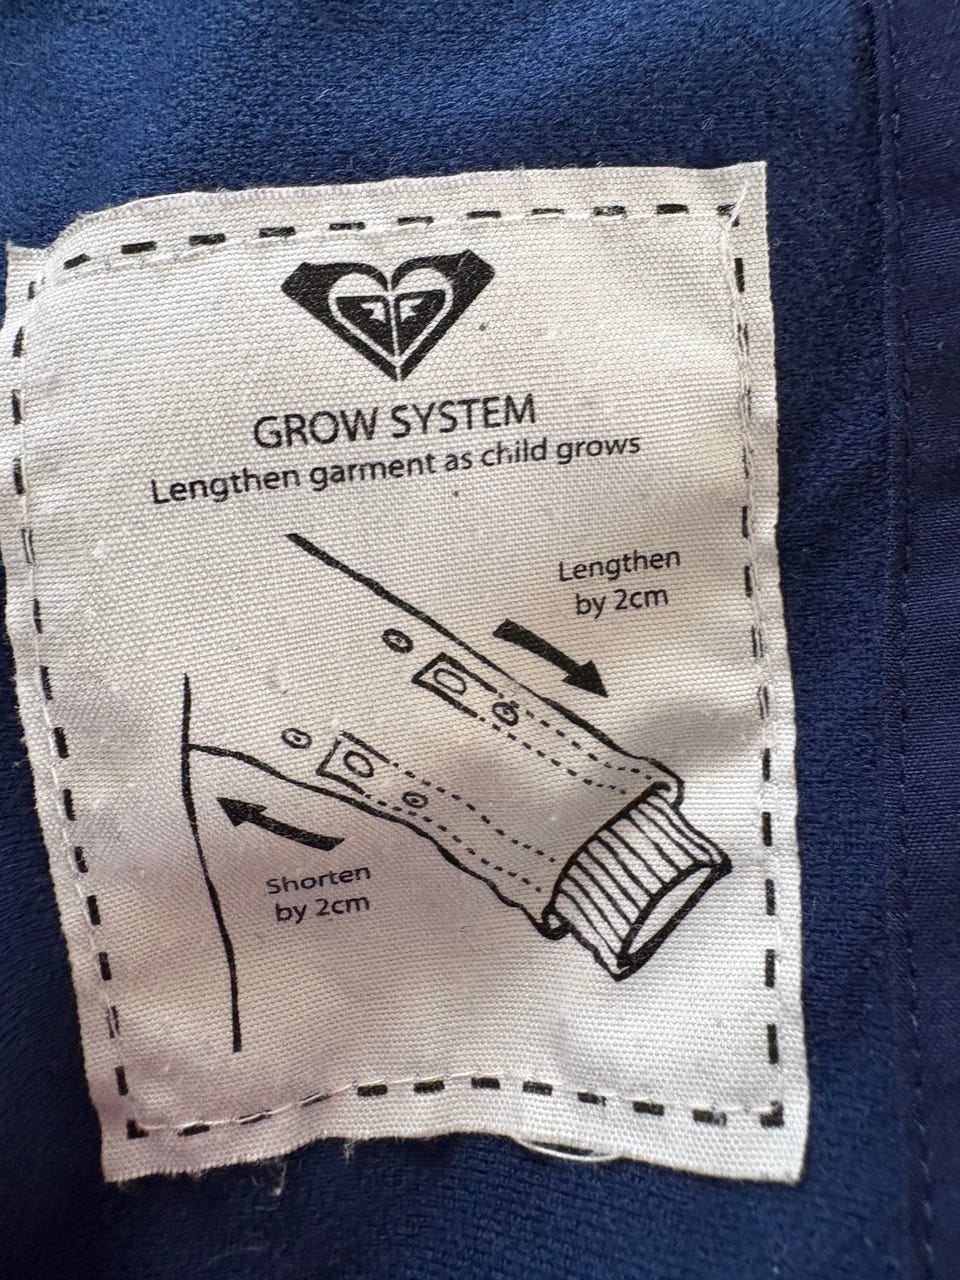 GROW SYSTEM
Lengthen garment as child grows
Lengthen
by 2cm
Shorten
by 2cm